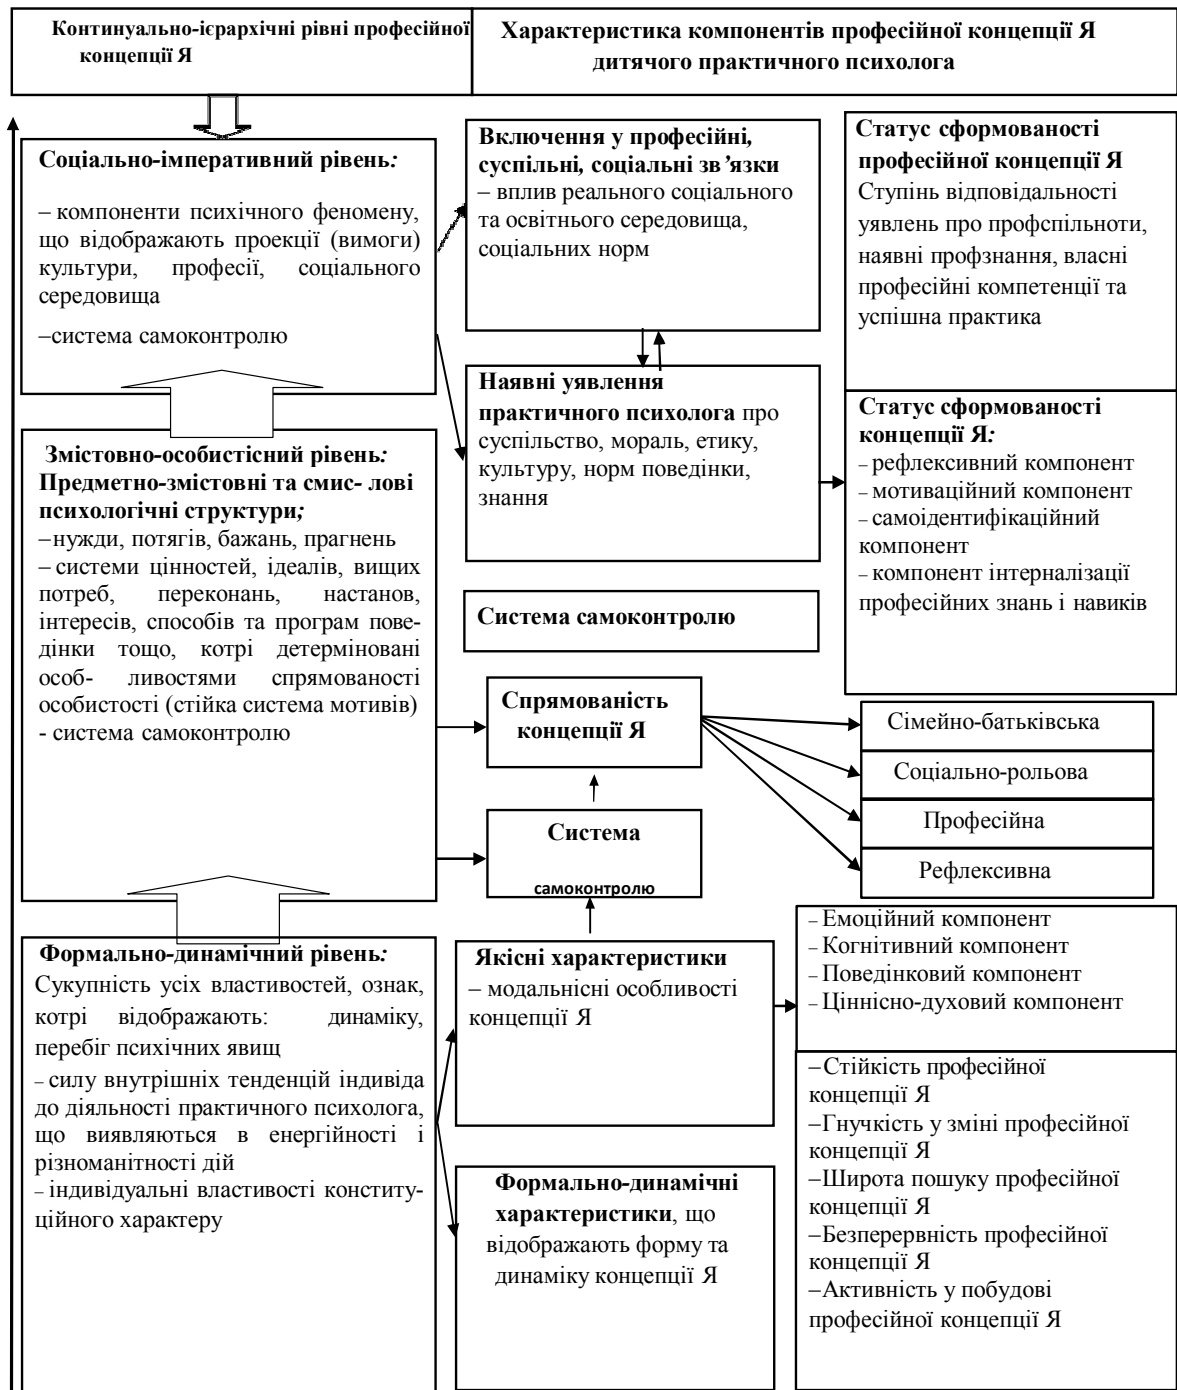 Континуально-ієрархічні рівні професійної
концепції Я
Характеристика компонентів професійної концепції Я
дитячого практичного психолога
Соціально-імперативний рівень:
– компоненти психічного феномену,
що відображають проекції (вимоги)
культури, професії, соціального
середовища
–система самоконтролю
Включення у професійні,
суспільні, соціальні зв’язки
– вплив реального соціального
та освітнього середовища,
соціальних норм
Статус сформованості
професійної концепції Я
Ступінь відповідальності
уявлень про профспільноти,
наявні профзнання, власні
професійні компетенції та
успішна практика
Наявні уявлення
практичного психолога про
суспільство, мораль, етику,
культуру, норм поведінки,
знання
Статус сформованості
концепції Я:
– рефлексивний компонент
– мотиваційний компонент
– самоідентифікаційний
компонент
– компонент інтерналізації
професійних знань і навиків
Змістовно-особистісний рівень:
Предметно-змістовні та смис- лові
психологічні структури;
–нужди, потягів, бажань, прагнень
–системи цінностей, ідеалів, вищих
потреб, переконань, настанов,
інтересів, способів та програм пове-
дінки тощо, котрі детерміновані
особ- ливостями спрямованості
особистості (стійка система мотивів)
- система самоконтролю
Система самоконтролю
Спрямованість
концепції Я
Сімейно-батьківська
Соціально-рольова
Професійна
Рефлексивна
Система
самоконтролю
Формально-динамічний рівень:
Сукупність усіх властивостей, ознак,
котрі відображають: динаміку,
перебіг психічних явищ
– силу внутрішніх тенденцій індивіда
до діяльності практичного психолога,
що виявляються в енергійності і
різноманітності дій
– індивідуальні властивості конститу-
ційного характеру
Якісні характеристики
– модальнісні особливості
концепції Я
– Емоційний компонент
– Когнітивний компонент
– Поведінковий компонент
– Ціннісно-духовий компонент
Формально-динамічні
характеристики, що
відображають форму та
динаміку концепції Я
–Стійкість професійної
концепції Я
–Гнучкість у зміні професійної
концепції Я
–Широта пошуку професійної
концепції Я
–Безперервність професійної
концепції Я
–Активність у побудові
професійної концепції Я